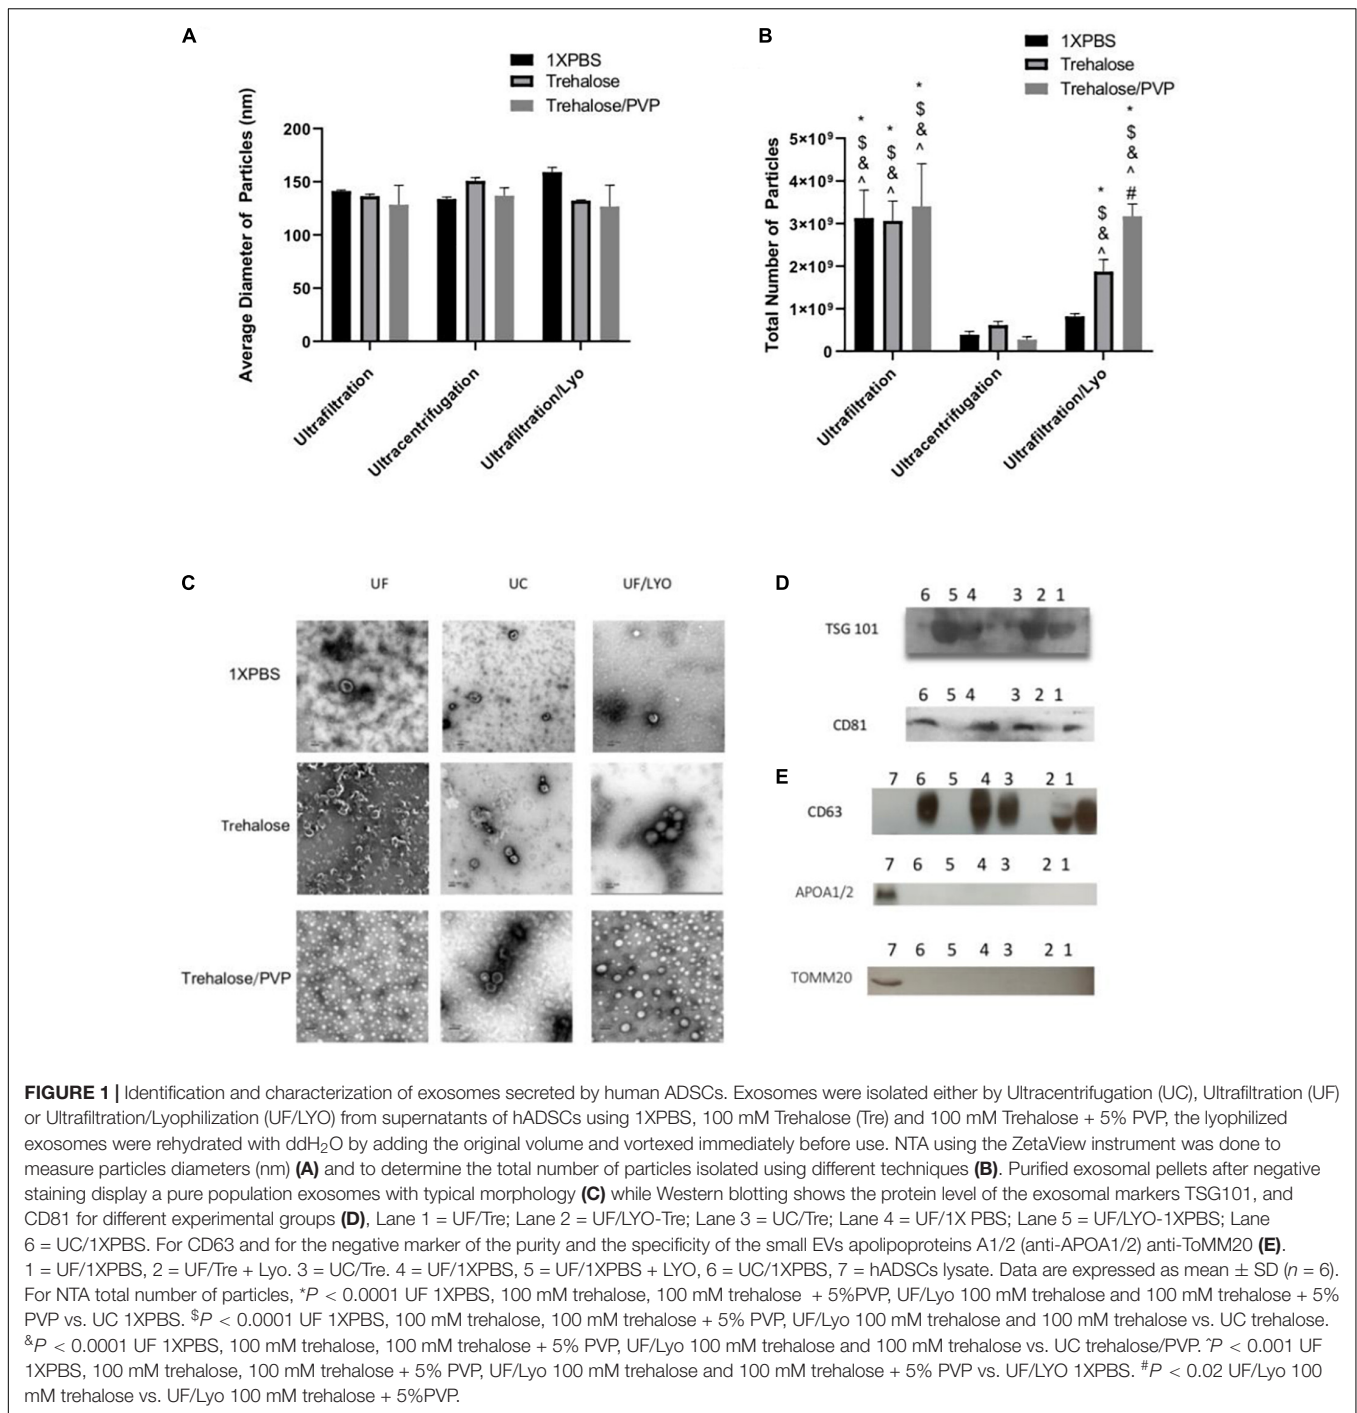 A
1XPBS
Trehalose
Trehalose/PVP
Average Diameter of Particles (nm)
200
150
100
50
0
Ultrafiltration
Ultracentrifugation
Ultrafiltration/Lyo
B
1XPBS
Trehalose
Trehalose/PVP
Total Number of Particles
5×10⁹
4×10⁹
3×10⁹
2×10⁹
1×10⁹
0
*
$
&
^
*
$
&
^
*
$
&
^
*
$
&
^
*
$
&
^
#
Ultrafiltration
Ultracentrifugation
Ultrafiltration/Lyo
C
UF UC UF/LYO
1XPBS
Trehalose
Trehalose/PVP
D
6 5 4 3 2 1
TSG 101
6 5 4 3 2 1
CD81
E
7 6 5 4 3 2 1
CD63
7 6 5 4 3 2 1
APOA1/2
7 6 5 4 3 2 1
TOMM20
FIGURE 1 | Identification and characterization of exosomes secreted by human ADSCs. Exosomes were isolated either by Ultracentrifugation (UC), Ultrafiltration (UF)
or Ultrafiltration/Lyophilization (UF/LYO) from supernatants of hADSCs using 1XPBS, 100 mM Trehalose (Tre) and 100 mM Trehalose + 5% PVP, the lyophilized
exosomes were rehydrated with ddH₂O by adding the original volume and vortexed immediately before use. NTA using the ZetaView instrument was done to
measure particles diameters (nm) (A) and to determine the total number of particles isolated using different techniques (B). Purified exosomal pellets after negative
staining display a pure population exosomes with typical morphology (C) while Western blotting shows the protein level of the exosomal markers TSG101, and
CD81 for different experimental groups (D), Lane 1 = UF/Tre; Lane 2 = UF/LYO-Tre; Lane 3 = UC/Tre; Lane 4 = UF/1X PBS; Lane 5 = UF/LYO-1XPBS; Lane
6 = UC/1XPBS. For CD63 and for the negative marker of the purity and the specificity of the small EVs apolipoproteins A1/2 (anti-APOA1/2) anti-ToMM20 (E).
1 = UF/1XPBS, 2 = UF/Tre + Lyo. 3 = UC/Tre. 4 = UF/1XPBS, 5 = UF/1XPBS + LYO, 6 = UC/1XPBS, 7 = hADSCs lysate. Data are expressed as mean ± SD (n = 6).
For NTA total number of particles, *P < 0.0001 UF 1XPBS, 100 mM trehalose, 100 mM trehalose + 5%PVP, UF/Lyo 100 mM trehalose and 100 mM trehalose + 5%
PVP vs. UC 1XPBS. $P < 0.0001 UF 1XPBS, 100 mM trehalose, 100 mM trehalose + 5% PVP, UF/Lyo 100 mM trehalose and 100 mM trehalose vs. UC trehalose.
&P < 0.0001 UF 1XPBS, 100 mM trehalose, 100 mM trehalose + 5% PVP, UF/Lyo 100 mM trehalose and 100 mM trehalose vs. UC trehalose/PVP. ^P < 0.001 UF
1XPBS, 100 mM trehalose, 100 mM trehalose + 5% PVP, UF/Lyo 100 mM trehalose and 100 mM trehalose + 5% PVP vs. UF/LYO 1XPBS. #P < 0.02 UF/Lyo 100
mM trehalose vs. UF/Lyo 100 mM trehalose + 5%PVP.